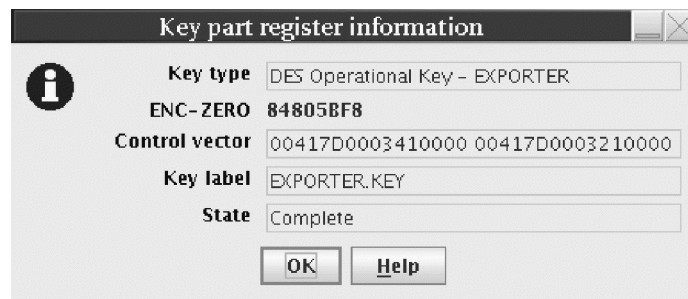 Key part register information
Key type DES Operational Key - EXPORTER
ENC-ZERO 84805BF8
Control vector 00417D0003410000 00417D0003210000
Key label EXPORTER.KEY
State Complete
OK Help